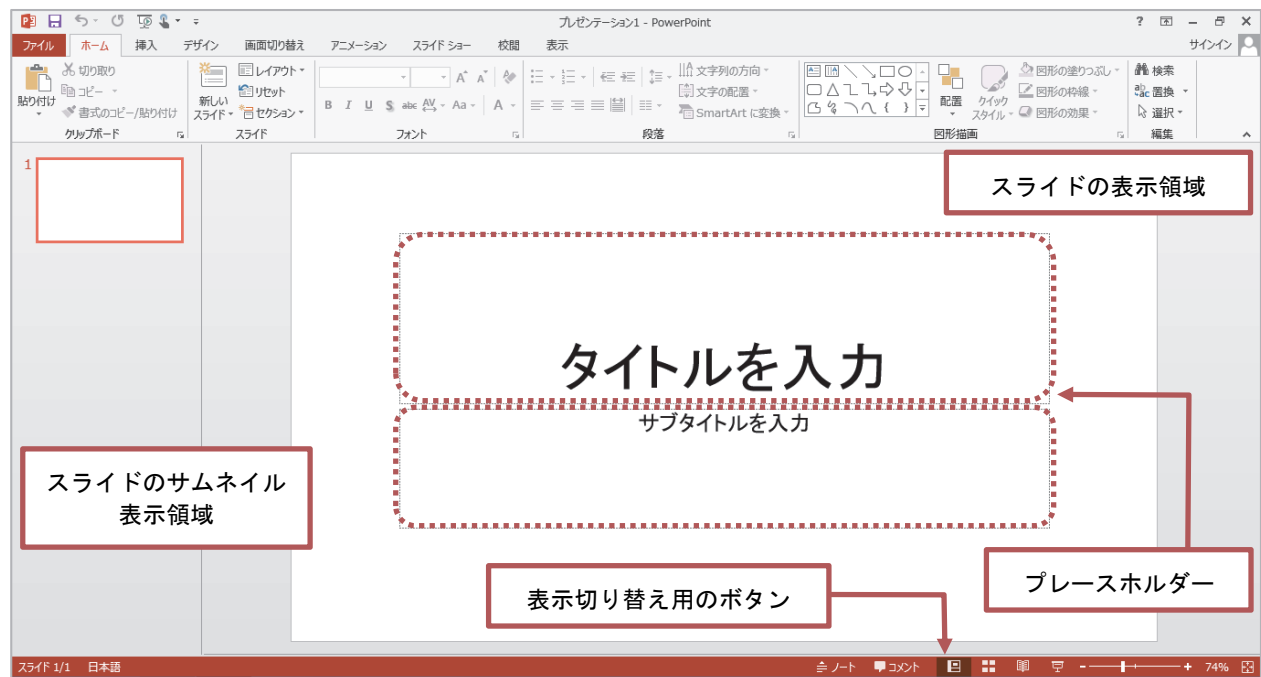 プレゼンテーション1 - PowerPoint
ファイル ホーム 挿入 デザイン 画面切り替え アニメーション スライド ショー 校閲 表示 サインイン
貼り付け
切り取り
コピー
書式のコピー/貼り付け
クリップボード
新しい
スライド
レイアウト
リセット
セクション
スライド
B I U S abc AV Aa A
フォント
文字列の方向
文字の配置
SmartArt に変換
段落
配置
クイック
スタイル
図形の塗りつぶし
図形の枠線
図形の効果
図形描画
検索
置換
選択
編集
1
スライドの表示領域
タイトルを入力
サブタイトルを入力
スライドのサムネイル
表示領域
プレースホルダー
表示切り替え用のボタン
スライド 1/1 日本語 ノート コメント 74%